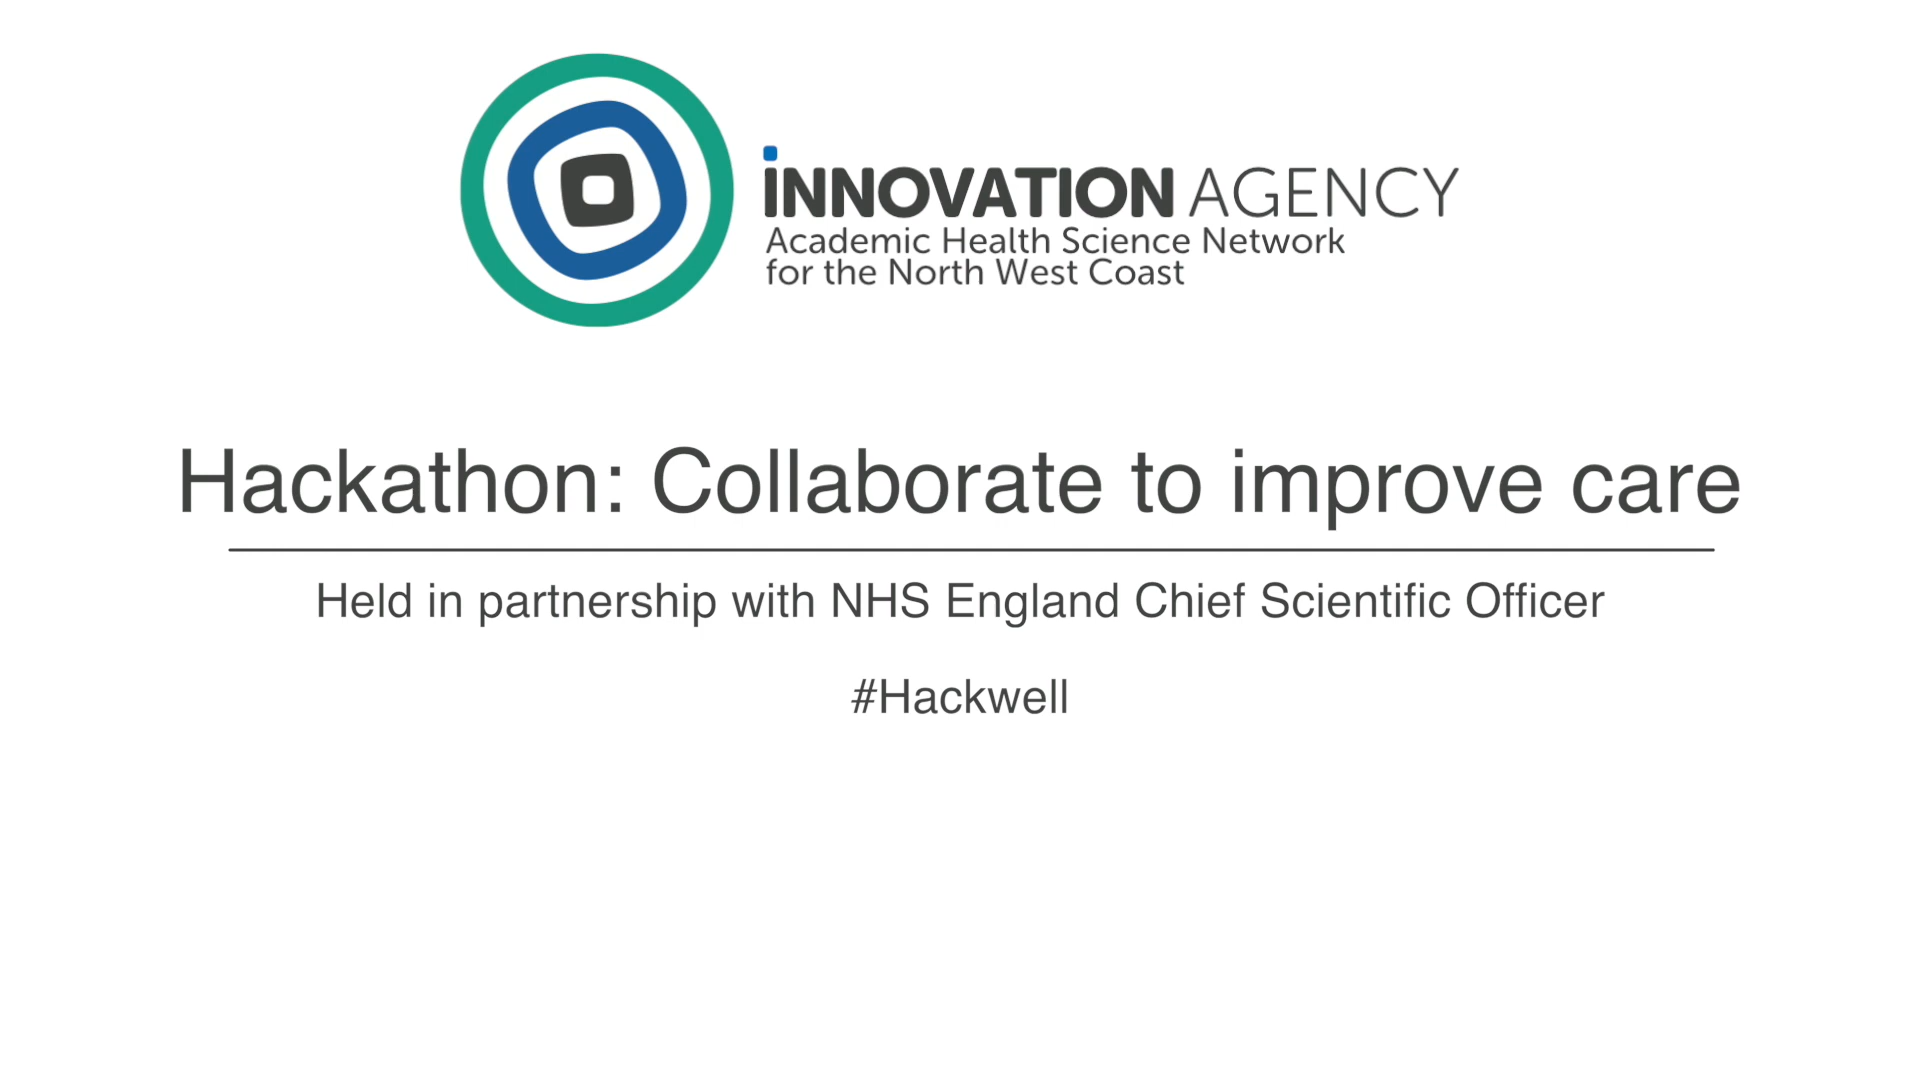 INNOVATION AGENCY
Academic Health Science Network
for the North West Coast
Hackathon: Collaborate to improve care
Held in partnership with NHS England Chief Scientific Officer
#Hackwell